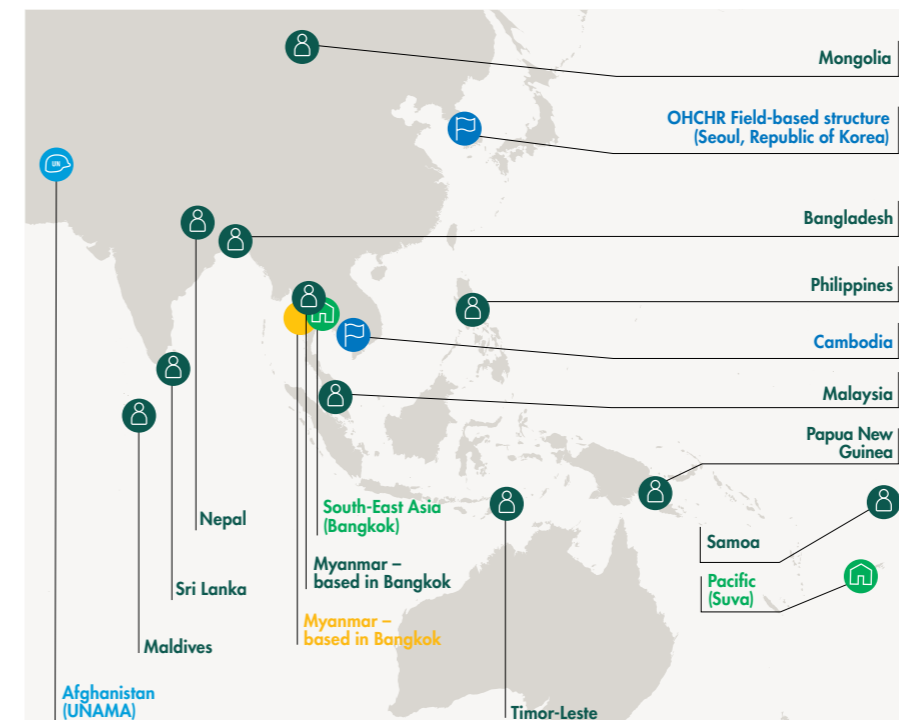 Mongolia
OHCHR Field-based structure
(Seoul, Republic of Korea)
UN
Bangladesh
Philippines
Cambodia
Malaysia
Papua New
Guinea
Nepal
South-East Asia
(Bangkok)
Samoa
Myanmar –
based in Bangkok
Sri Lanka
Pacific
(Suva)
Myanmar –
based in Bangkok
Maldives
Afghanistan
(UNAMA)
Timor-Leste